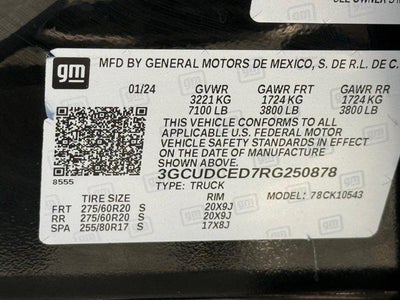 gm
MFD BY GENERAL MOTORS DE MEXICO, S. DE R.L. DE C.
01/24 GVWR GAWR FRT GAWR RR
3221 KG 1724 KG 1724 KG
7100 LB 3800 LB 3800 LB
THIS VEHICLE CONFORMS TO ALL
APPLICABLE U.S. FEDERAL MOTOR
VEHICLE SAFETY STANDARDS IN EFFECT
ON THE DATE OF MANUFACTURE
SHOWN ABOVE.
3GCUDCED7RG250878
8555 TYPE: TRUCK MODEL: 78CK10543
TIRE SIZE RIM
FRT 275/60R20 S 20X9J
RR 275/60R20 S 20X9J
SPA 255/80R17 S 17X8J